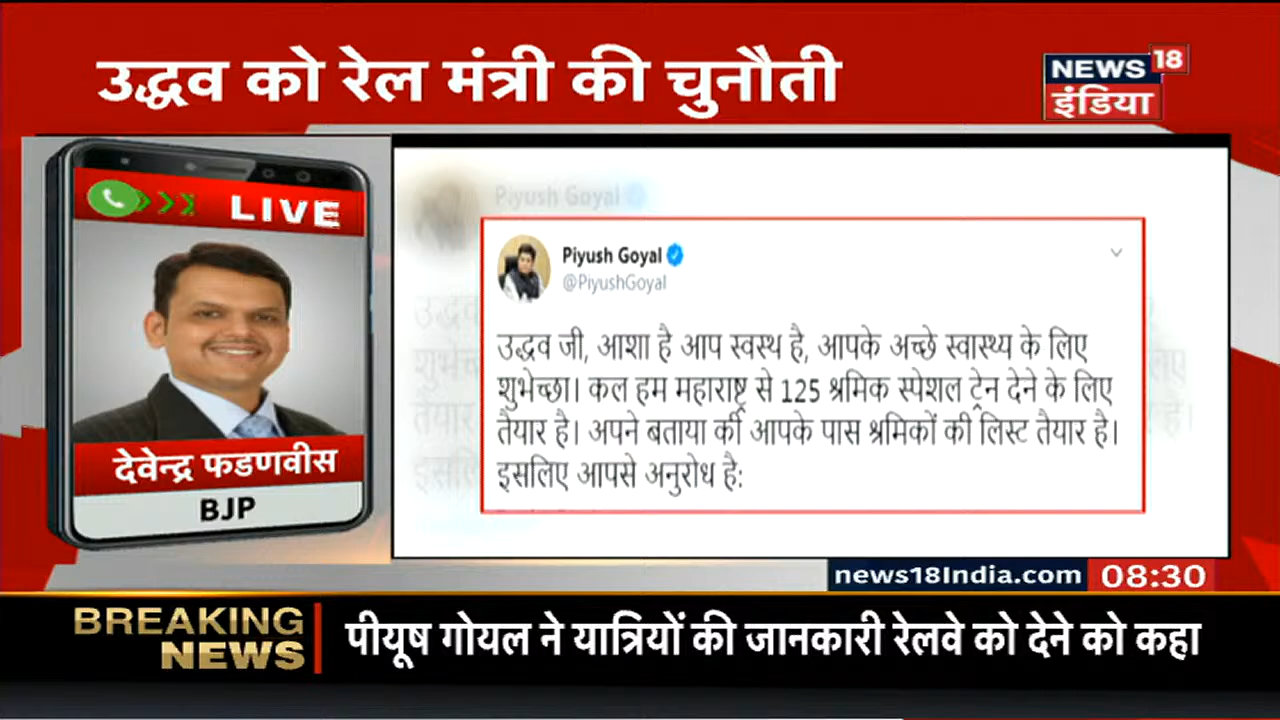 उद्धव को रेल मंत्री की चुनौती
NEWS 18
इंडिया
LIVE
देवेन्द्र फडणवीस
BJP
Piyush Goyal
Piyush Goyal
@PiyushGoyal
उद्धव जी, आशा है आप स्वस्थ है, आपके अच्छे स्वास्थ्य के लिए
शुभेच्छा। कल हम महाराष्ट्र से 125 श्रमिक स्पेशल ट्रेन देने के लिए
तैयार है। अपने बताया की आपके पास श्रमिकों की लिस्ट तैयार है।
इसलिए आपसे अनुरोध है:
news18India.com 08:30
BREAKING
NEWS
पीयूष गोयल ने यात्रियों की जानकारी रेलवे को देने को कहा